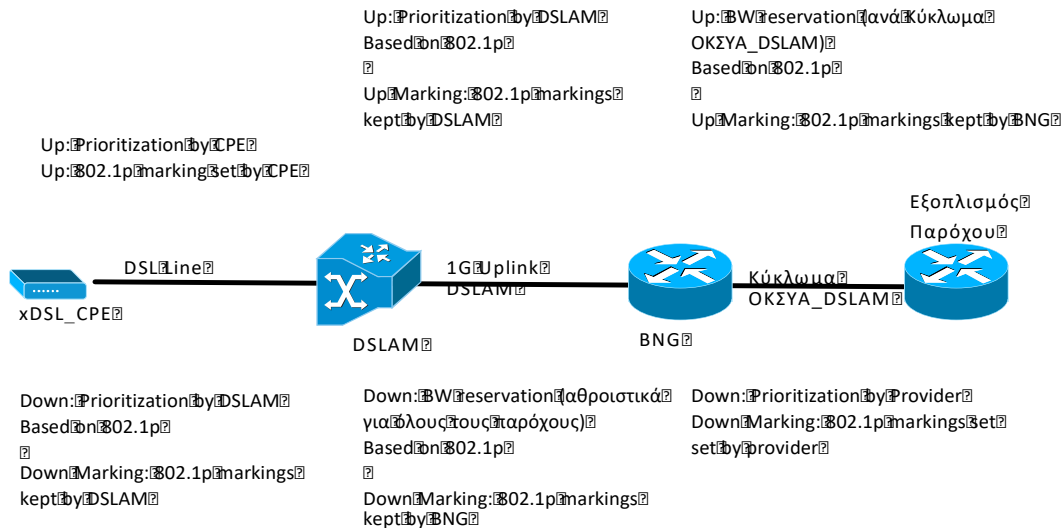 Up: Prioritization by DSLAM
Based on 802.1p
Up Marking: 802.1p markings
kept by DSLAM
Up: BW reservation (ανά Κύκλωμα
ΟΚΣΥΑ_DSLAM)
Based on 802.1p
Up Marking: 802.1p markings kept by BNG
Up: Prioritization by CPE
Up: 802.1p marking set by CPE
Εξοπλισμός
Παρόχου
DSL Line
1G Uplink
DSLAM
Κύκλωμα
ΟΚΣΥΑ_DSLAM
xDSL_CPE
DSLAM
BNG
Down: Prioritization by DSLAM
Based on 802.1p
Down Marking: 802.1p markings
kept by DSLAM
Down: BW reservation (αθροιστικά
για όλους τους παρόχους)
Based on 802.1p
Down Marking: 802.1p markings
kept by BNG
Down: Prioritization by Provider
Down Marking: 802.1p markings set
set by provider